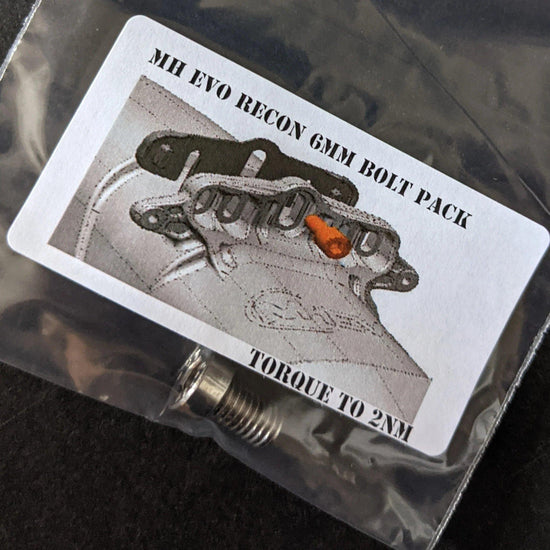 MH EVO RECON 6MM BOLT PACK
TORQUE TO 2NM